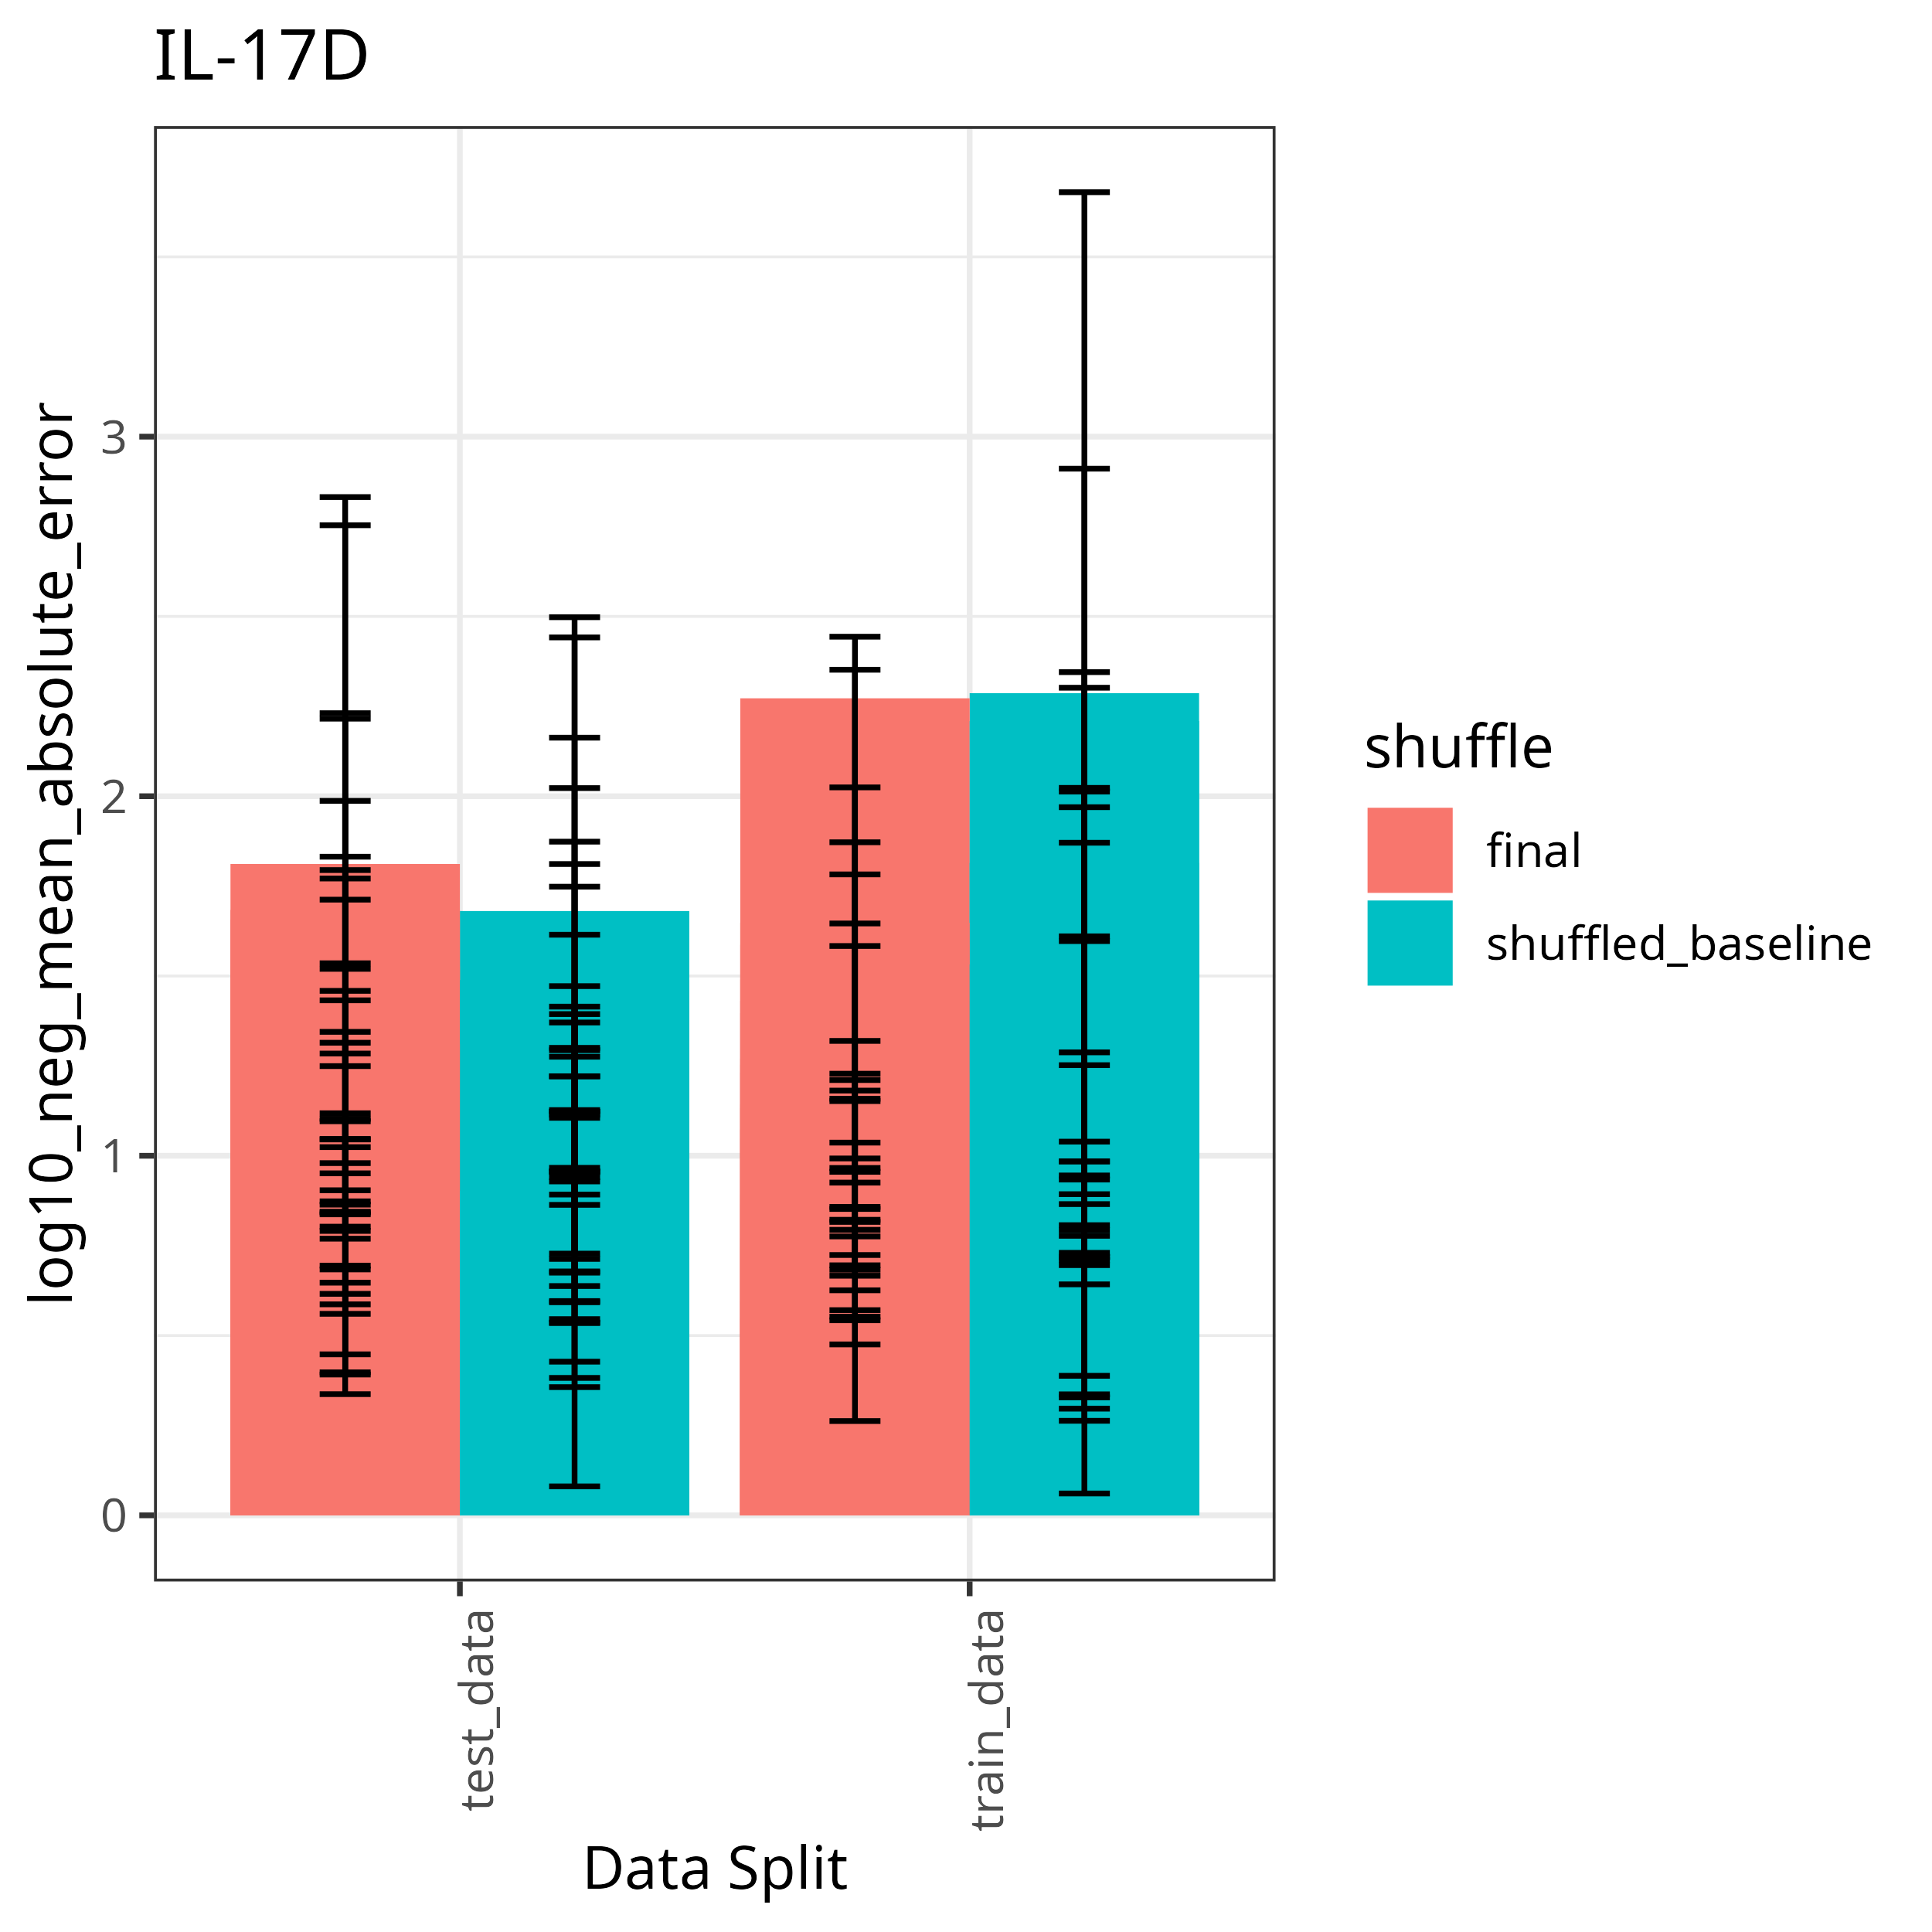 IL-17D
log10_neg_mean_absolute_error
3
2
1
0
test_data
train_data
Data Split
shuffle
final
shuffled_baseline